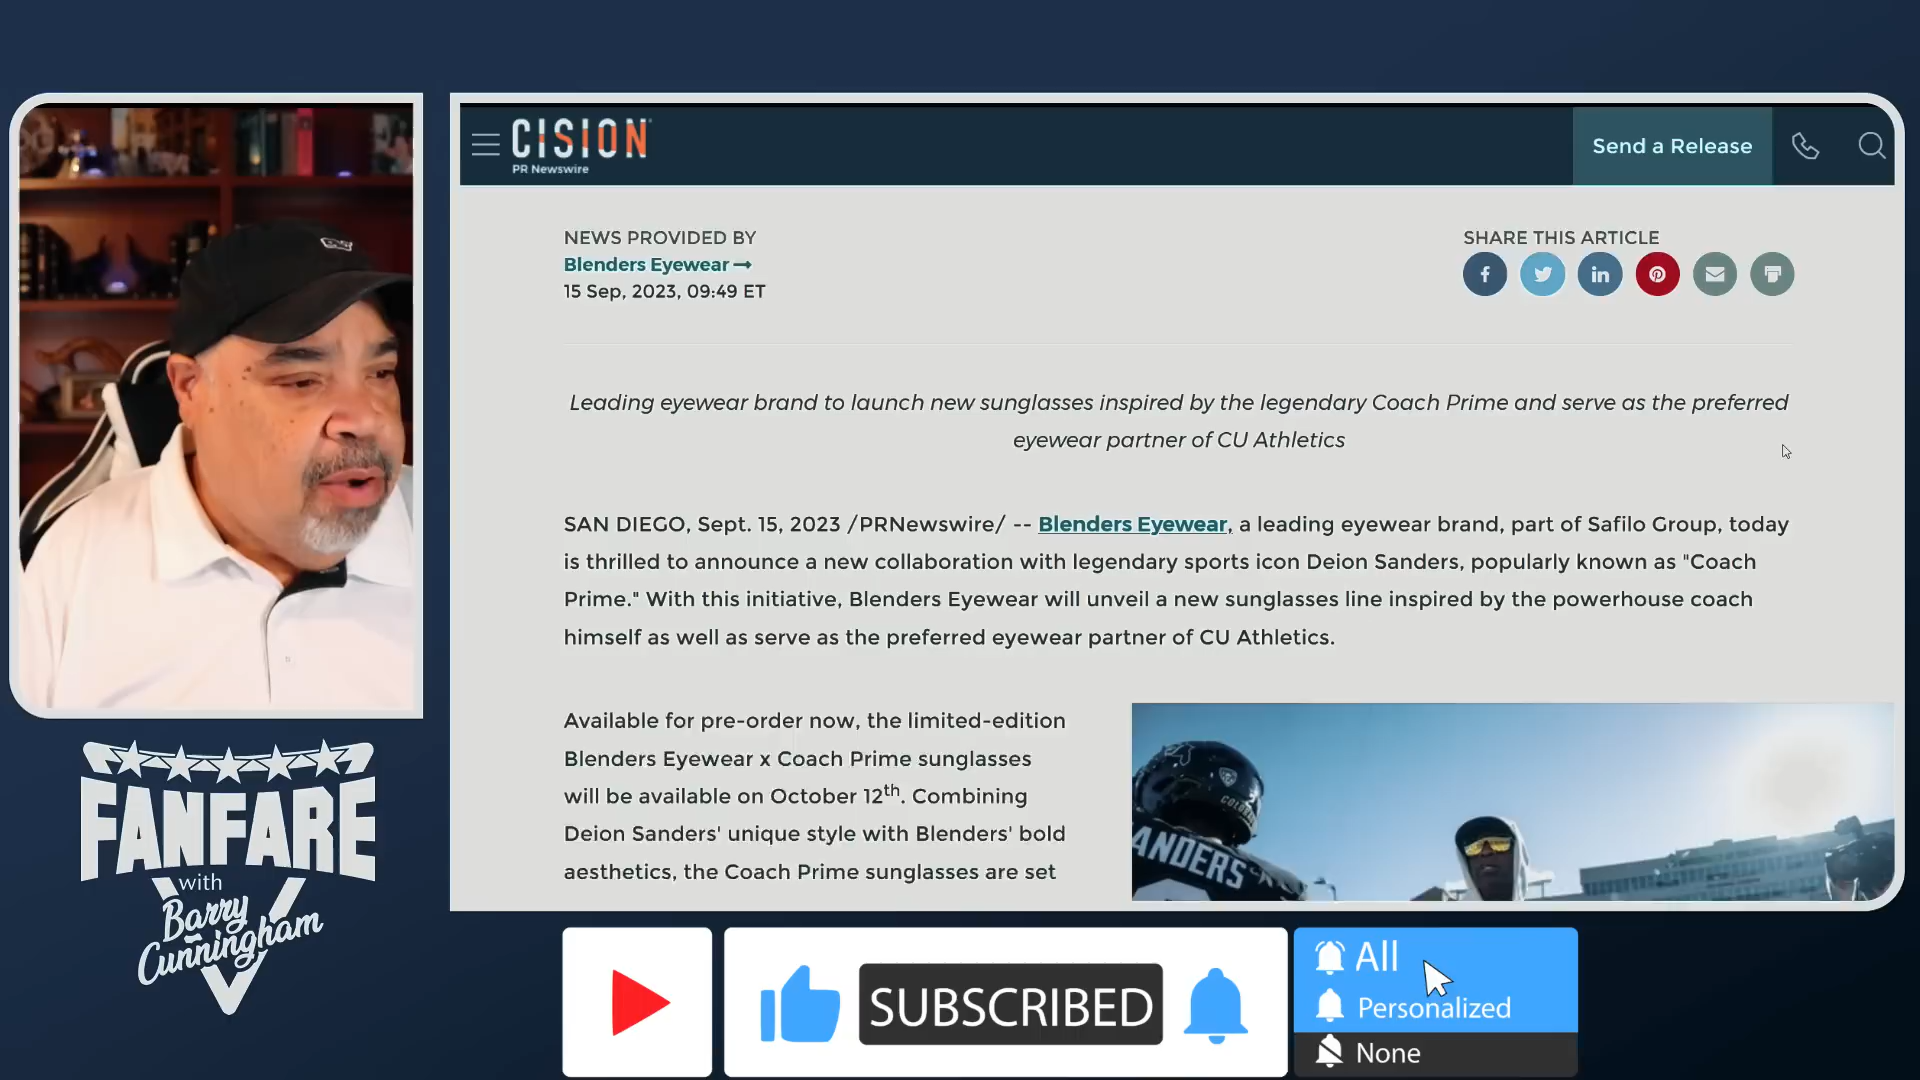 CISION
PR Newswire
Send a Release
NEWS PROVIDED BY
Blenders Eyewear →
15 Sep, 2023, 09:49 ET
SHARE THIS ARTICLE
Leading eyewear brand to launch new sunglasses inspired by the legendary Coach Prime and serve as the preferred
eyewear partner of CU Athletics
SAN DIEGO, Sept. 15, 2023 /PRNewswire/ -- Blenders Eyewear, a leading eyewear brand, part of Safilo Group, today
is thrilled to announce a new collaboration with legendary sports icon Deion Sanders, popularly known as "Coach
Prime." With this initiative, Blenders Eyewear will unveil a new sunglasses line inspired by the powerhouse coach
himself as well as serve as the preferred eyewear partner of CU Athletics.
Available for pre-order now, the limited-edition
Blenders Eyewear x Coach Prime sunglasses
will be available on October 12th. Combining
Deion Sanders' unique style with Blenders' bold
aesthetics, the Coach Prime sunglasses are set
ANDERS
FANFARE
with
Barry
Cunningham
SUBSCRIBED
All
Personalized
None